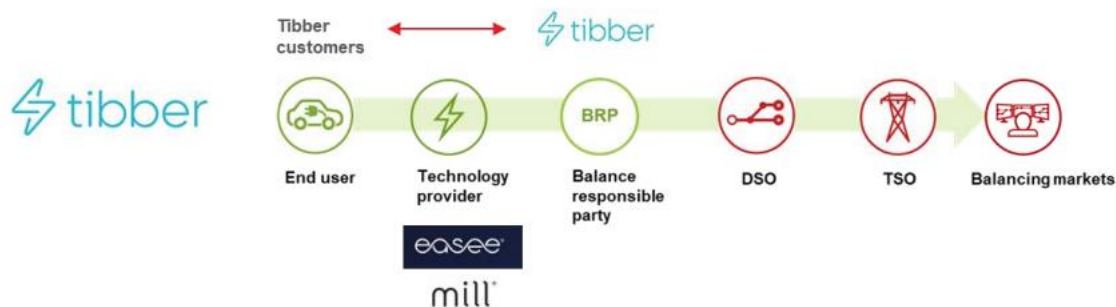 Tibber
customers
tibber
tibber
BRP
End user
Technology
provider
Balance
responsible
party
DSO
TSO
Balancing markets
easee®
mill®